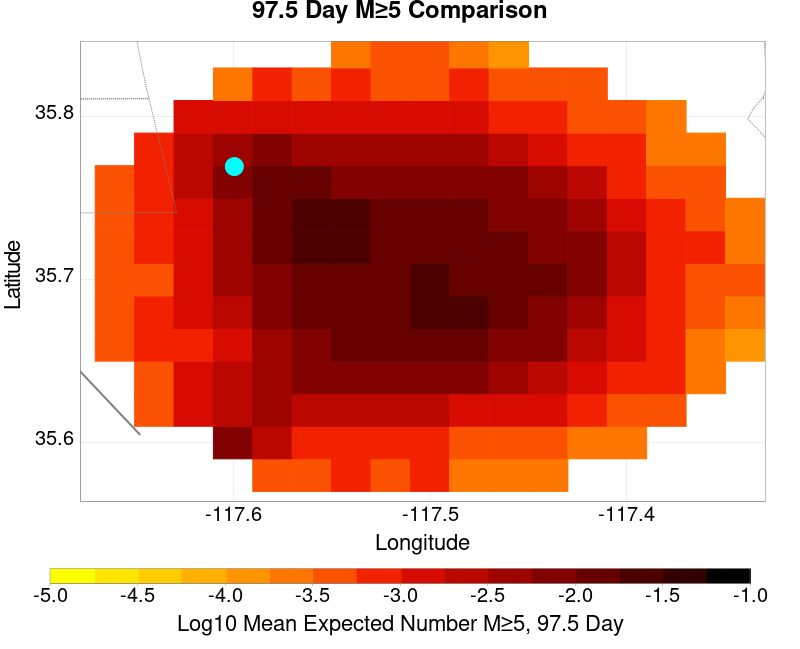 97.5 Day M≥5 Comparison
35.8
35.7
35.6
Latitude
-117.6 -117.5 -117.4
Longitude
-5.0 -4.5 -4.0 -3.5 -3.0 -2.5 -2.0 -1.5 -1.0
Log10 Mean Expected Number M≥5, 97.5 Day